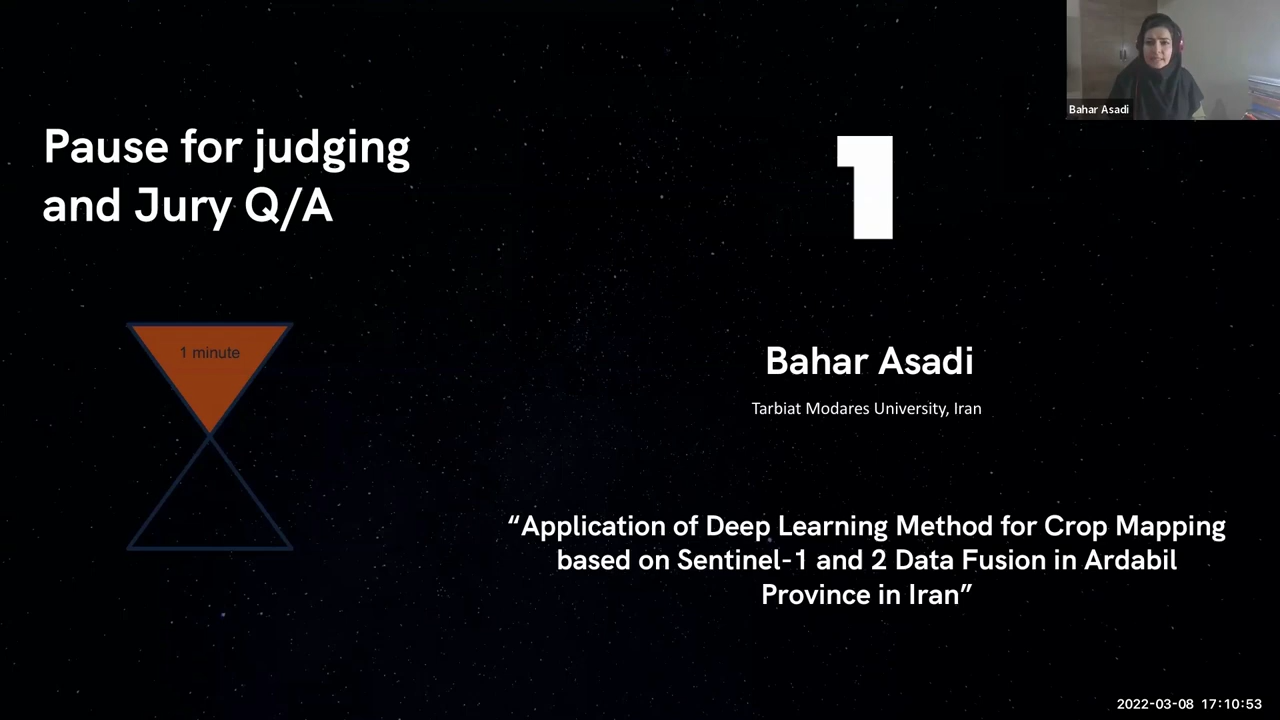 Bahar Asadi
Pause for judging
and Jury Q/A
1 minute
1
Bahar Asadi
Tarbiat Modares University, Iran
“Application of Deep Learning Method for Crop Mapping
based on Sentinel-1 and 2 Data Fusion in Ardabil
Province in Iran”
2022-03-08 17:10:53